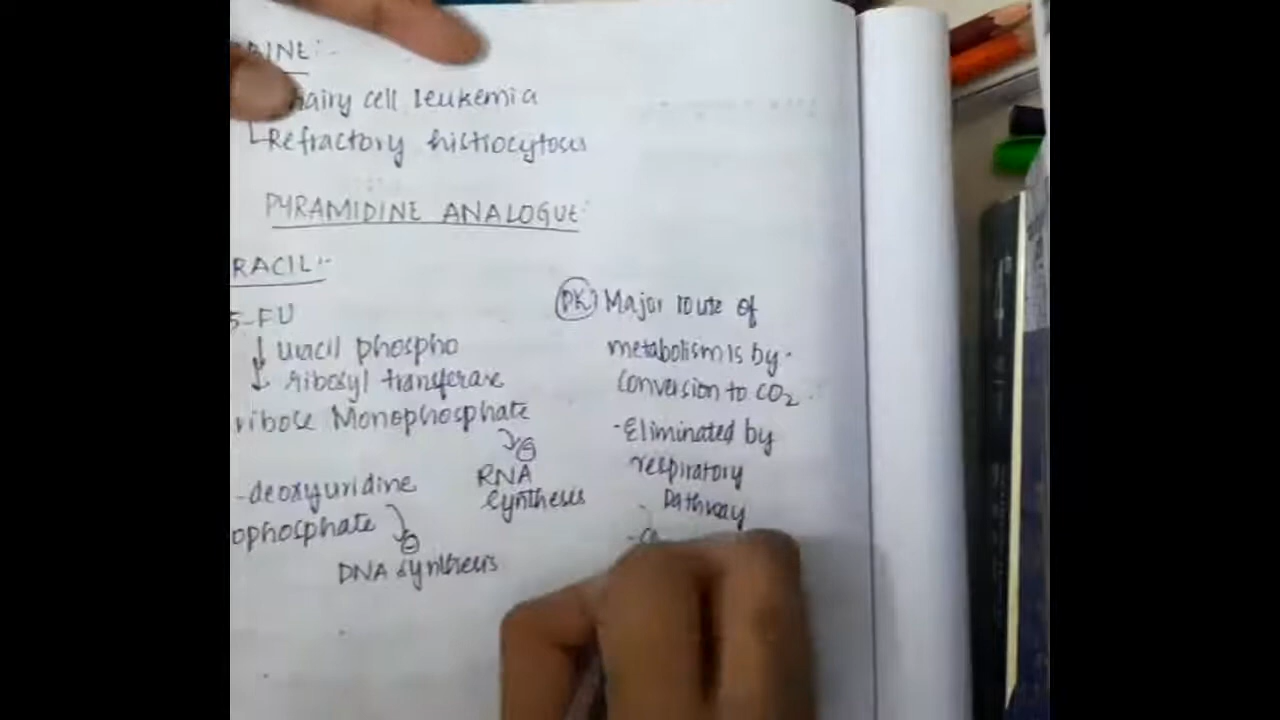 RINE:-
hairy cell leukemia
Refractory histiocytosis
PYRAMIDINE ANALOGUE:
RACIL:-
5-FU
↓ Uracil phospho
↓ ribosyl transferase
ribose Monophosphate
⊖
RNA
synthesis
-deoxyuridine
ophosphate
⊖
DNA synthesis
PK Major route of
metabolism is by
conversion to CO2
-Eliminated by
respiratory
Pathway